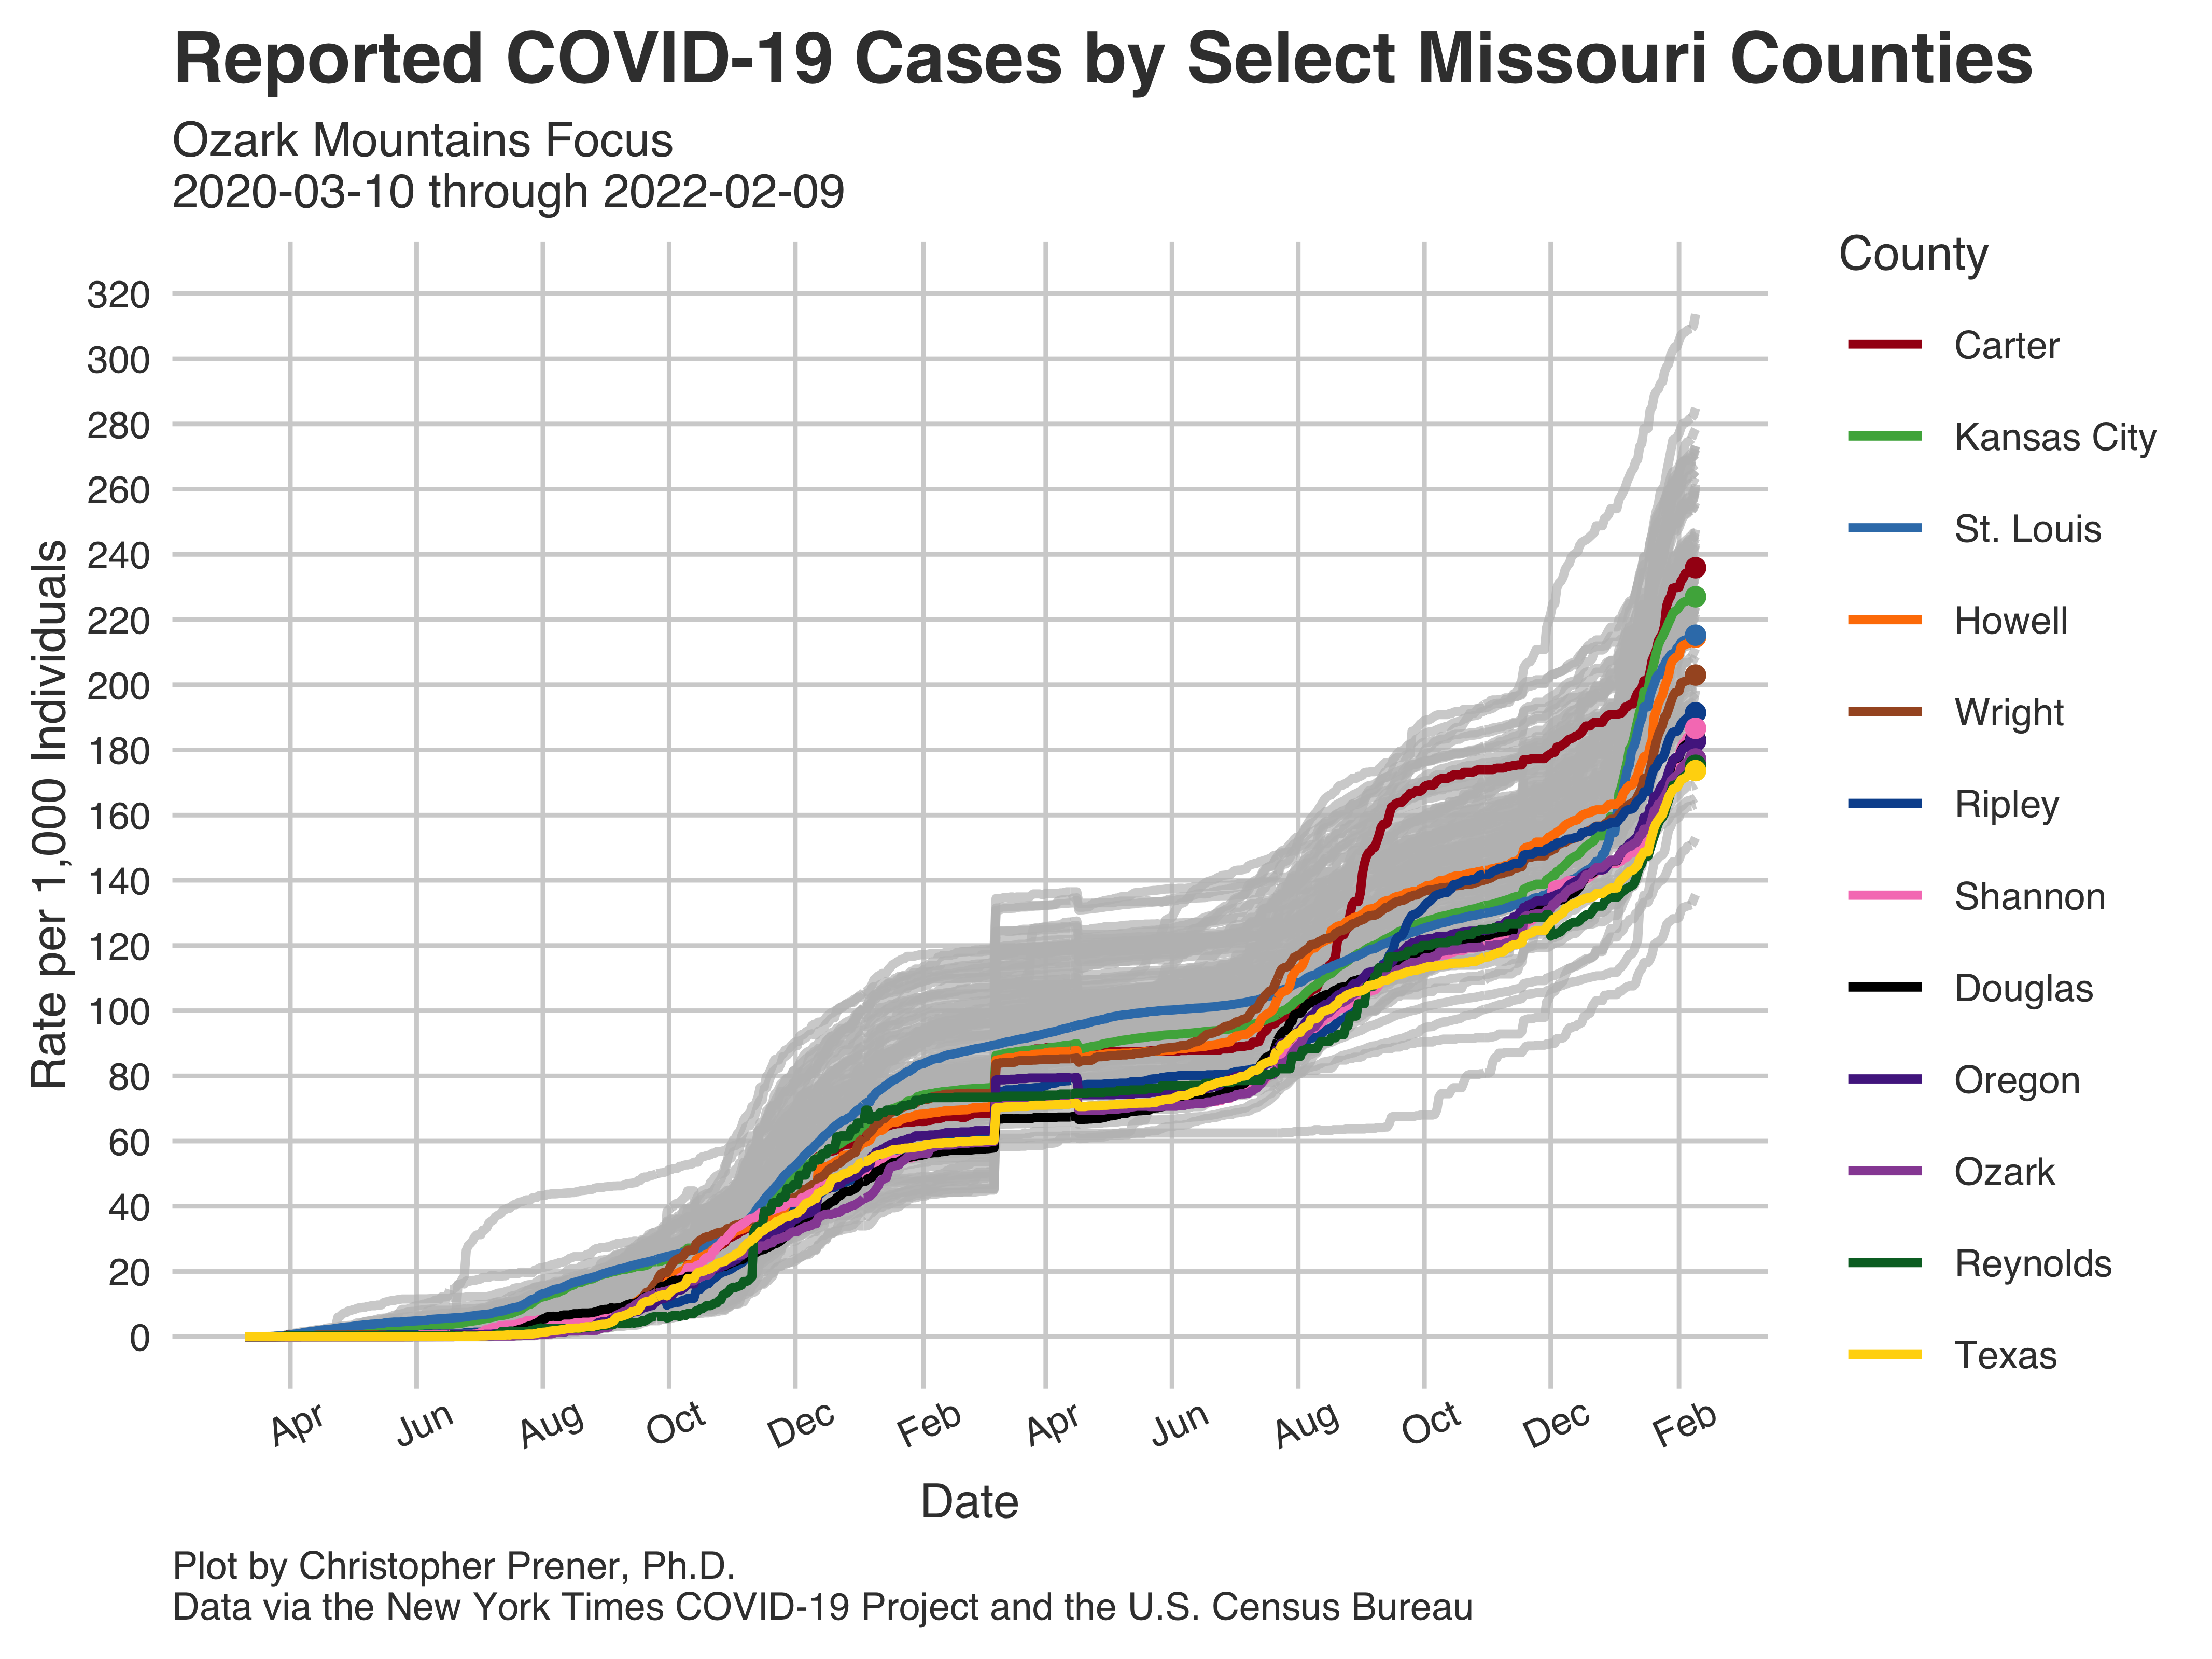 Reported COVID-19 Cases by Select Missouri Counties
Ozark Mountains Focus
2020-03-10 through 2022-02-09
County
Carter
Kansas City
St. Louis
Howell
Wright
Ripley
Shannon
Douglas
Oregon
Ozark
Reynolds
Texas
Rate per 1,000 Individuals
320
300
280
260
240
220
200
180
160
140
120
100
80
60
40
20
0
Apr Jun Aug Oct Dec Feb Apr Jun Aug Oct Dec Feb
Date
Plot by Christopher Prener, Ph.D.
Data via the New York Times COVID-19 Project and the U.S. Census Bureau